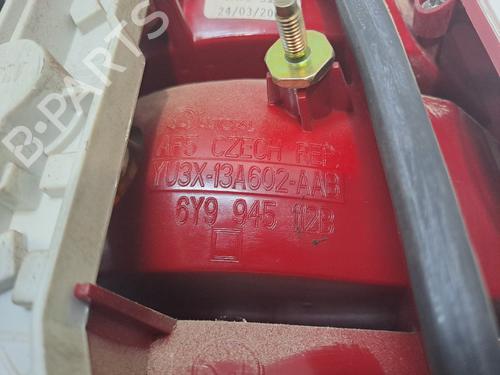 24/03/20
AF5 CZECH REP
YU3X-13A602-AAB
6Y9 945 112B
B-PARTS